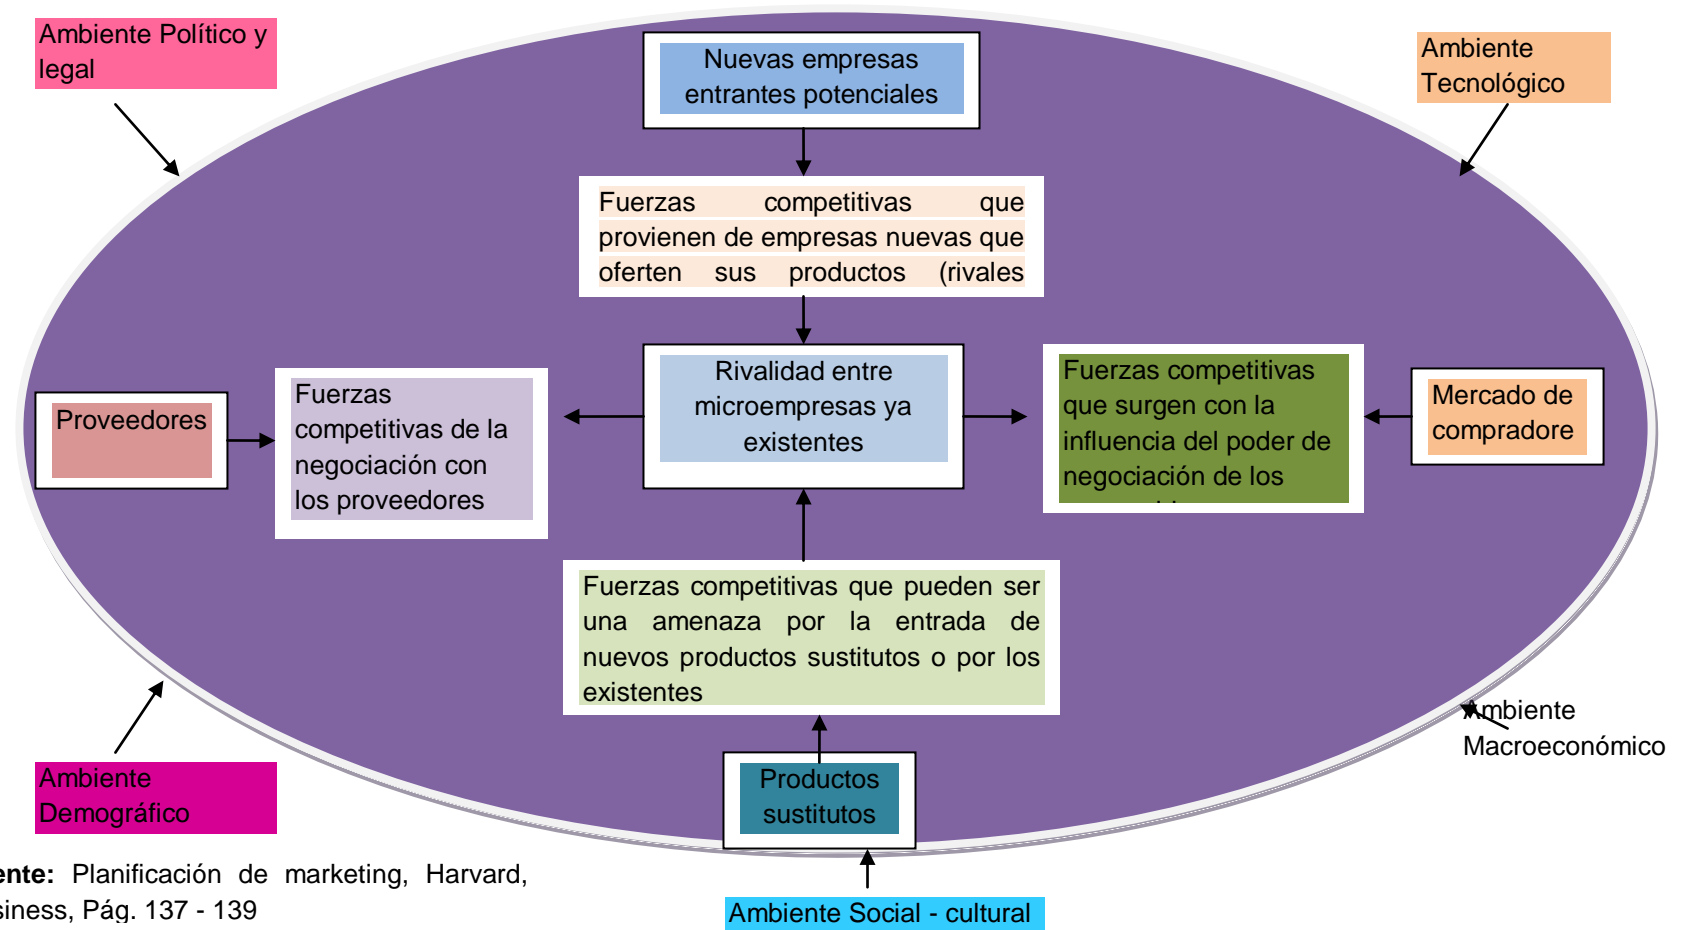 Ambiente Político y
legal
Nuevas empresas
entrantes potenciales
Ambiente
Tecnológico
Fuerzas competitivas que
provienen de empresas nuevas que
oferten sus productos (rivales
Proveedores
Fuerzas
competitivas de la
negociación con
los proveedores
Rivalidad entre
microempresas ya
existentes
Fuerzas competitivas
que surgen con la
influencia del poder de
negociación de los
Mercado de
compradore
Fuerzas competitivas que pueden ser
una amenaza por la entrada de
nuevos productos sustitutos o por los
existentes
Ambiente
Macroeconómico
Productos
sustitutos
Ambiente
Demográfico
ente: Planificación de marketing, Harvard,
siness, Pág. 137 - 139
Ambiente Social - cultural